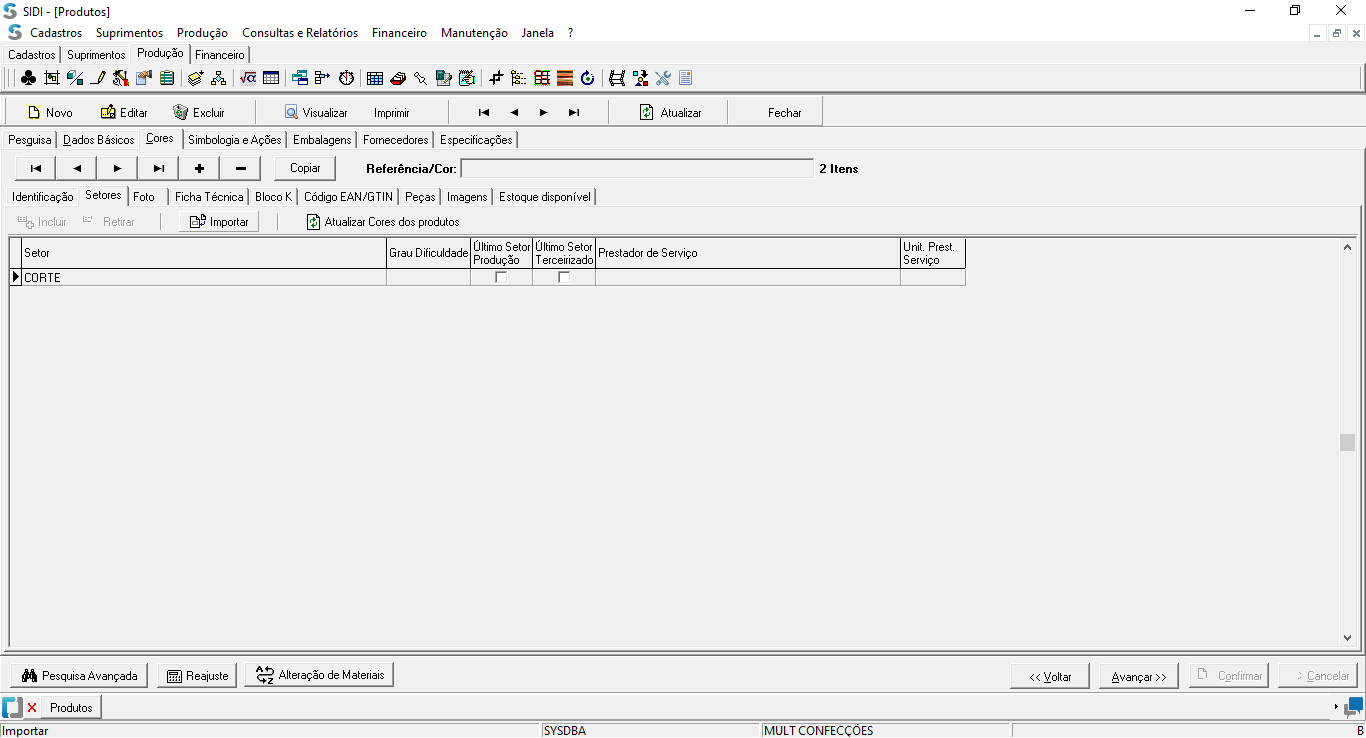 SIDI - [Produtos]
Cadastros Suprimentos Produção Consultas e Relatórios Financeiro Manutenção Janela ?
Cadastros Suprimentos Produção Financeiro
Novo Editar Excluir Visualizar Imprimir Atualizar Fechar
Pesquisa Dados Básicos Cores Simbologia e Ações Embalagens Fornecedores Especificações
Copiar Referência/Cor: 2 Itens
Identificação Setores Foto Ficha Técnica Bloco K Código EAN/GTIN Peças Imagens Estoque disponível
Incluir Retirar Importar Atualizar Cores dos produtos
Setor Grau Dificuldade Último Setor Produção Último Setor Terceirizado Prestador de Serviço Unit. Prest. Serviço
CORTE
Pesquisa Avançada Reajuste Alteração de Materiais << Voltar Avançar >> Confirmar Cancelar
Produtos
Importar SYSDBA MULT CONFECÇÕES B